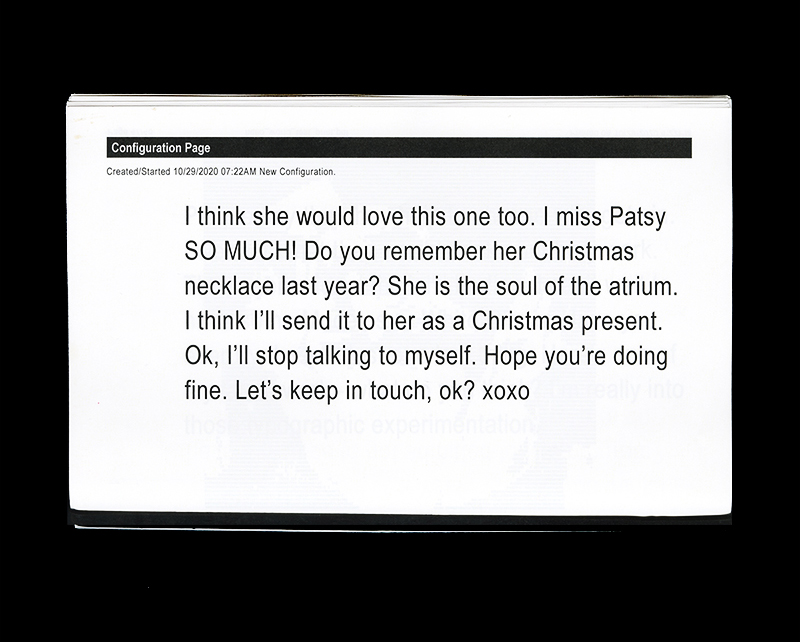 Configuration Page
Created/Started 10/29/2020 07:22AM New Configuration.
I think she would love this one too. I miss Patsy
SO MUCH! Do you remember her Christmas
necklace last year? She is the soul of the atrium.
I think I’ll send it to her as a Christmas present.
Ok, I’ll stop talking to myself. Hope you’re doing
fine. Let’s keep in touch, ok? xoxo
really into
experimentation.